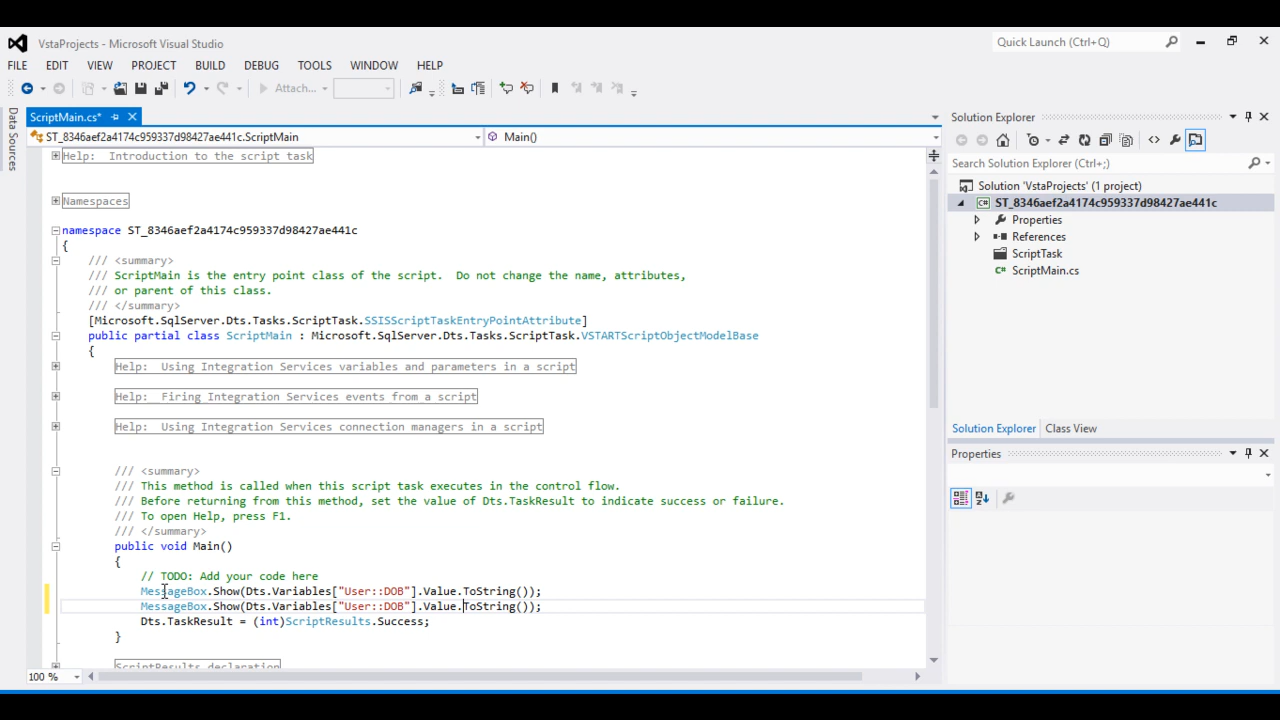 VstaProjects - Microsoft Visual Studio
Quick Launch (Ctrl+Q)
FILE EDIT VIEW PROJECT BUILD DEBUG TOOLS WINDOW HELP
Attach...
Data Sources
ScriptMain.cs*
ST_8346aef2a4174c959337d98427ae441c.ScriptMain
Main()
Help:  Introduction to the script task
Namespaces
namespace ST_8346aef2a4174c959337d98427ae441c
{
/// <summary>
/// ScriptMain is the entry point class of the script.  Do not change the name, attributes,
/// or parent of this class.
/// </summary>
[Microsoft.SqlServer.Dts.Tasks.ScriptTask.SSISScriptTaskEntryPointAttribute]
public partial class ScriptMain : Microsoft.SqlServer.Dts.Tasks.ScriptTask.VSTARTScriptObjectModelBase
{
Help:  Using Integration Services variables and parameters in a script
Help:  Firing Integration Services events from a script
Help:  Using Integration Services connection managers in a script
/// <summary>
/// This method is called when this script task executes in the control flow.
/// Before returning from this method, set the value of Dts.TaskResult to indicate success or failure.
/// To open Help, press F1.
/// </summary>
public void Main()
{
// TODO: Add your code here
MessageBox.Show(Dts.Variables["User::DOB"].Value.ToString());
MessageBox.Show(Dts.Variables["User::DOB"].Value.ToString());
Dts.TaskResult = (int)ScriptResults.Success;
}
ScriptResults declaration
100 %
Solution Explorer
Search Solution Explorer (Ctrl+;)
Solution 'VstaProjects' (1 project)
C# ST_8346aef2a4174c959337d98427ae441c
Properties
References
ScriptTask
C# ScriptMain.cs
Solution Explorer Class View
Properties